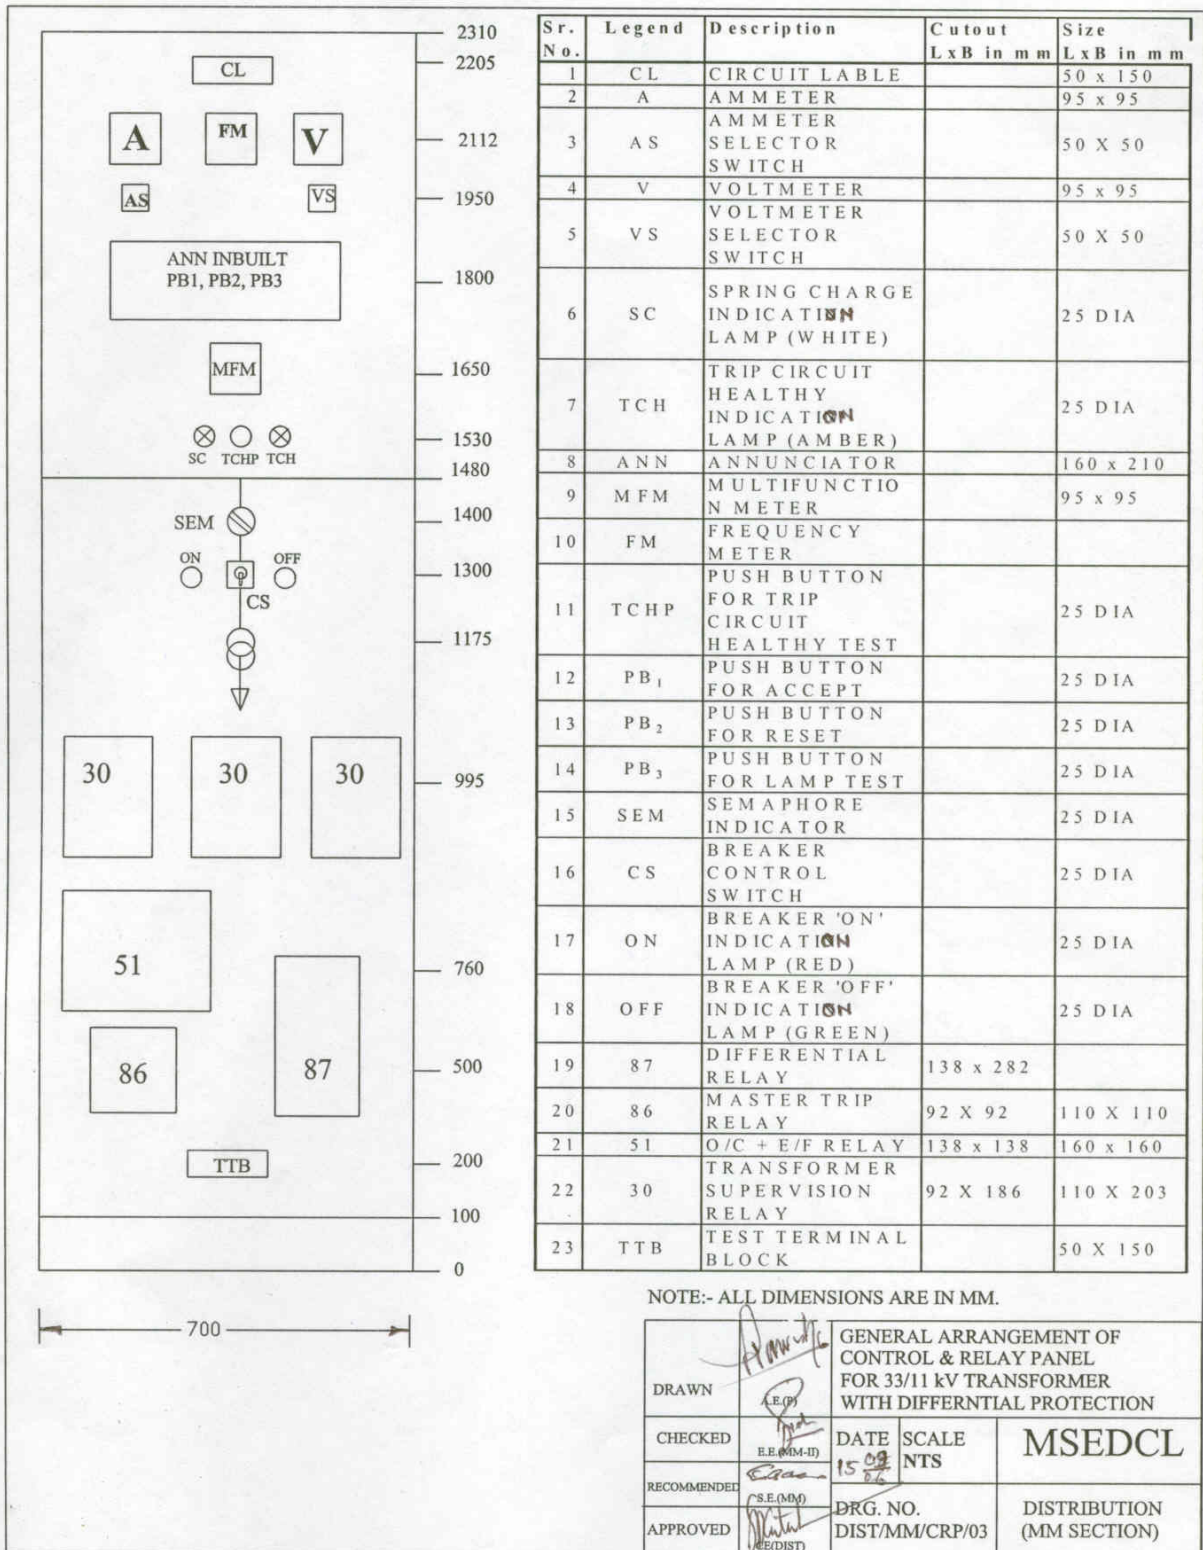 2310
2205
CL
A
FM
V
2112
AS
VS
1950
ANN INBUILT
PB1, PB2, PB3
1800
MFM
1650
1530
SC TCHP TCH
1480
SEM
1400
ON
OFF
1300
CS
1175
30
30
30
995
51
760
86
87
500
TTB
200
100
0
700
Sr. No. Legend Description Cutout LxB in mm Size LxB in mm
1 CL CIRCUIT LABLE 50 x 150
2 A AMMETER 95 x 95
3 AS AMMETER SELECTOR SWITCH 50 X 50
4 V VOLTMETER 95 x 95
5 VS VOLTMETER SELECTOR SWITCH 50 X 50
6 SC SPRING CHARGE INDICATION LAMP (WHITE) 25 DIA
7 TCH TRIP CIRCUIT HEALTHY INDICATION LAMP (AMBER) 25 DIA
8 ANN ANNUNCIATOR 160 x 210
9 MFM MULTIFUNCTIO N METER 95 x 95
10 FM FREQUENCY METER
11 TCHP PUSH BUTTON FOR TRIP CIRCUIT HEALTHY TEST 25 DIA
12 PB1 PUSH BUTTON FOR ACCEPT 25 DIA
13 PB2 PUSH BUTTON FOR RESET 25 DIA
14 PB3 PUSH BUTTON FOR LAMP TEST 25 DIA
15 SEM SEMAPHORE INDICATOR 25 DIA
16 CS BREAKER CONTROL SWITCH 25 DIA
17 ON BREAKER 'ON' INDICATION LAMP (RED) 25 DIA
18 OFF BREAKER 'OFF' INDICATION LAMP (GREEN) 25 DIA
19 87 DIFFERENTIAL RELAY 138 x 282
20 86 MASTER TRIP RELAY 92 X 92 110 X 110
21 51 O/C + E/F RELAY 138 x 138 160 x 160
22 30 TRANSFORMER SUPERVISION RELAY 92 X 186 110 X 203
23 TTB TEST TERMINAL BLOCK 50 X 150
NOTE:- ALL DIMENSIONS ARE IN MM.
DRAWN
A.E.(P)
GENERAL ARRANGEMENT OF
CONTROL & RELAY PANEL
FOR 33/11 kV TRANSFORMER
WITH DIFFERNTIAL PROTECTION
CHECKED
E.E.(MM-II)
DATE
15 09/06
SCALE
NTS
MSEDCL
RECOMMENDED
S.E.(MM)
APPROVED
CE(DIST)
DRG. NO.
DIST/MM/CRP/03
DISTRIBUTION
(MM SECTION)